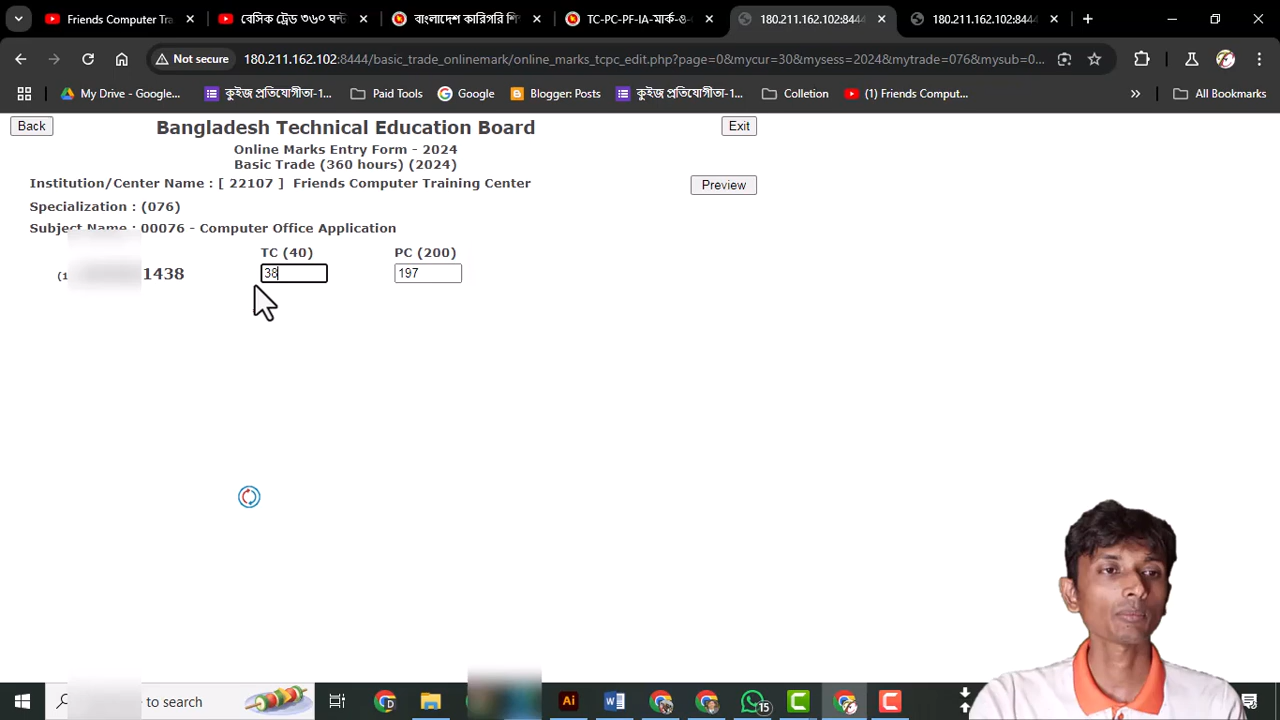 Friends Computer Tra
বেসিক ট্রেড ৩৬০ ঘন্ট
বাংলাদেশ কারিগরি শি
TC-PC-PF-IA-মার্ক-ও-
180.211.162.102:8444
180.211.162.102:8444
Not secure
180.211.162.102:8444/basic_trade_onlinemark/online_marks_tcpc_edit.php?page=0&mycur=30&mysess=2024&mytrade=076&mysub=0...
My Drive - Google...
কুইজ প্রতিযোগীতা-1...
Paid Tools
Google
Blogger: Posts
কুইজ প্রতিযোগীতা-1...
Colletion
(1) Friends Comput...
All Bookmarks
Back
Bangladesh Technical Education Board
Exit
Online Marks Entry Form - 2024
Basic Trade (360 hours) (2024)
Institution/Center Name : [ 22107 ] Friends Computer Training Center
Preview
Specialization : (076)
Subject Name : 00076 - Computer Office Application
TC (40)
PC (200)
(1
1438
38
197
to search
15